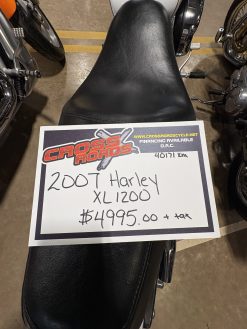 CROSS ROADS
WWW.CROSSROADSCYCLE.NET
FINANCING AVAILABLE
O.A.C.
40171 km
2007 Harley
XL1200
$4995.00 + tax